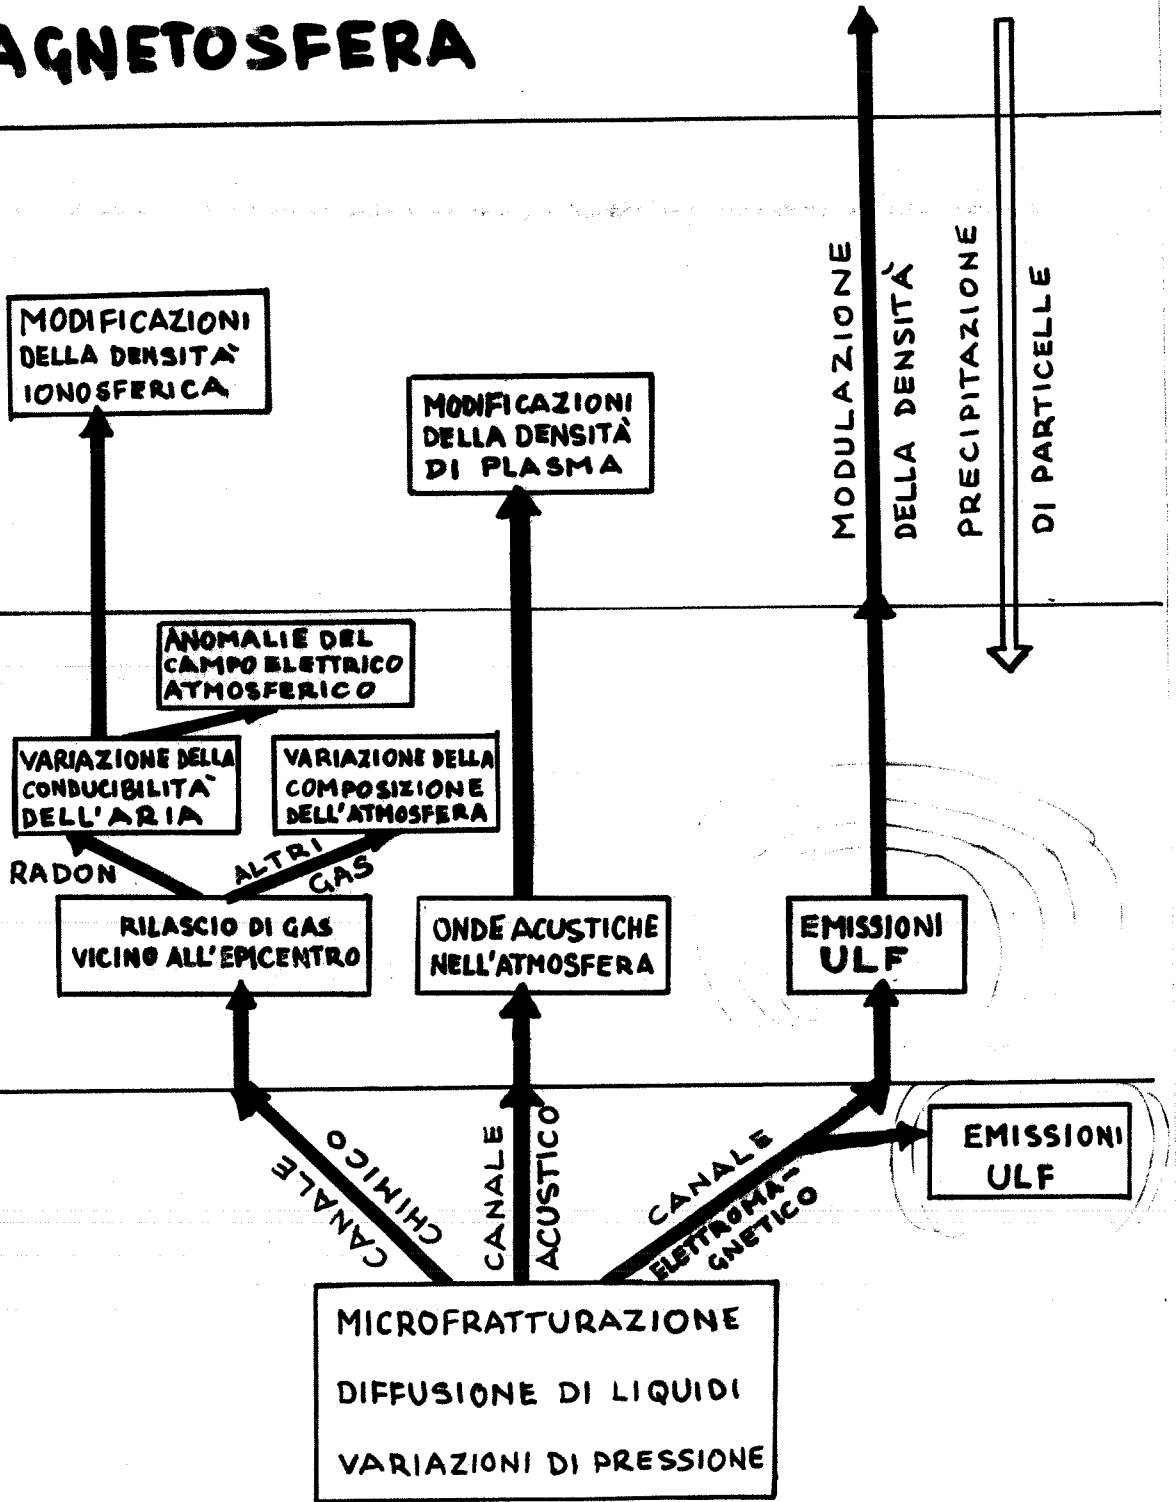 AGNETOSFERA
MODULAZIONE
DELLA DENSITÀ
PRECIPITAZIONE
DI PARTICELLE
MODIFICAZIONI
DELLA DENSITÀ
IONOSFERICA
MODIFICAZIONI
DELLA DENSITÀ
DI PLASMA
ANOMALIE DEL
CAMPO ELETTRICO
ATMOSFERICO
VARIAZIONE DELLA
CONDUCIBILITÀ
DELL'ARIA
VARIAZIONE DELLA
COMPOSIZIONE
DELL'ATMOSFERA
RADON
ALTRI
GAS
RILASCIO DI GAS
VICINO ALL'EPICENTRO
ONDE ACUSTICHE
NELL'ATMOSFERA
EMISSIONI
ULF
CANALE
CHIMICO
CANALE
ACUSTICO
CANALE
ELETTROMA-
GNETICO
EMISSIONI
ULF
MICROFRATTURAZIONE
DIFFUSIONE DI LIQUIDI
VARIAZIONI DI PRESSIONE